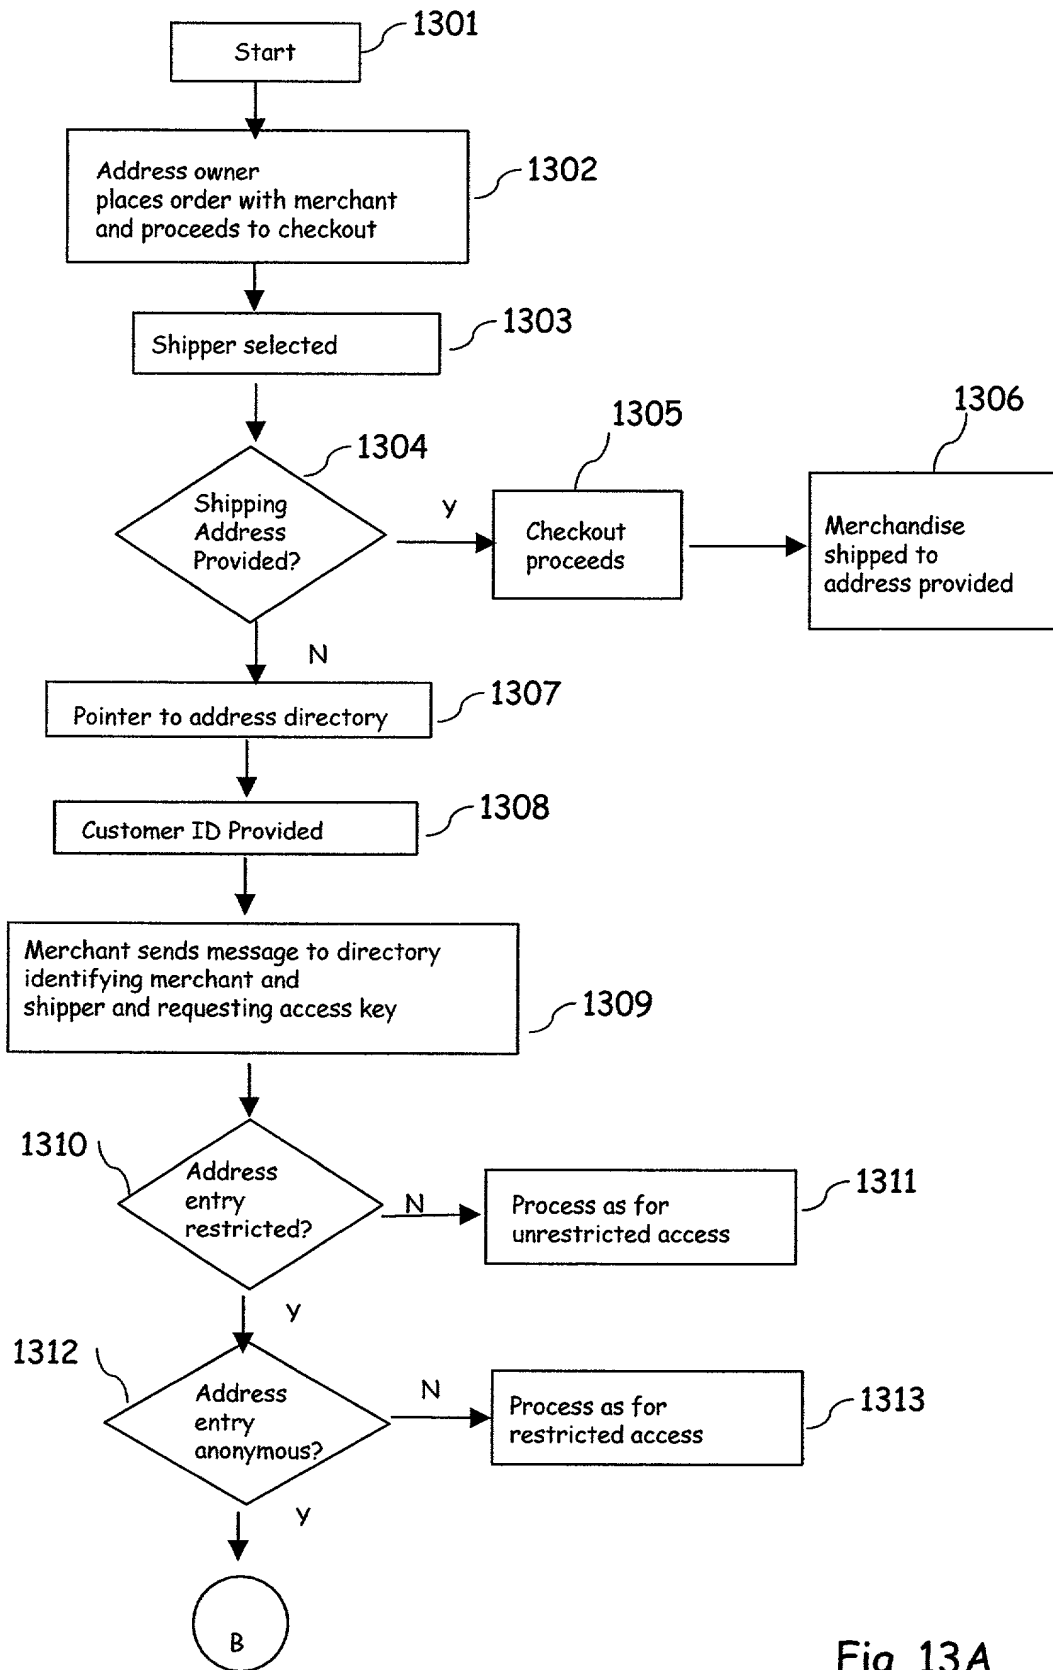 1301
Start
1302
Address owner
places order with merchant
and proceeds to checkout
1303
Shipper selected
1304
Shipping
Address
Provided?
Y
1305
Checkout
proceeds
1306
Merchandise
shipped to
address provided
N
1307
Pointer to address directory
1308
Customer ID Provided
Merchant sends message to directory
identifying merchant and
shipper and requesting access key
1309
1310
Address
entry
restricted?
N
1311
Process as for
unrestricted access
Y
1312
Address
entry
anonymous?
N
1313
Process as for
restricted access
Y
B
Fig 13A